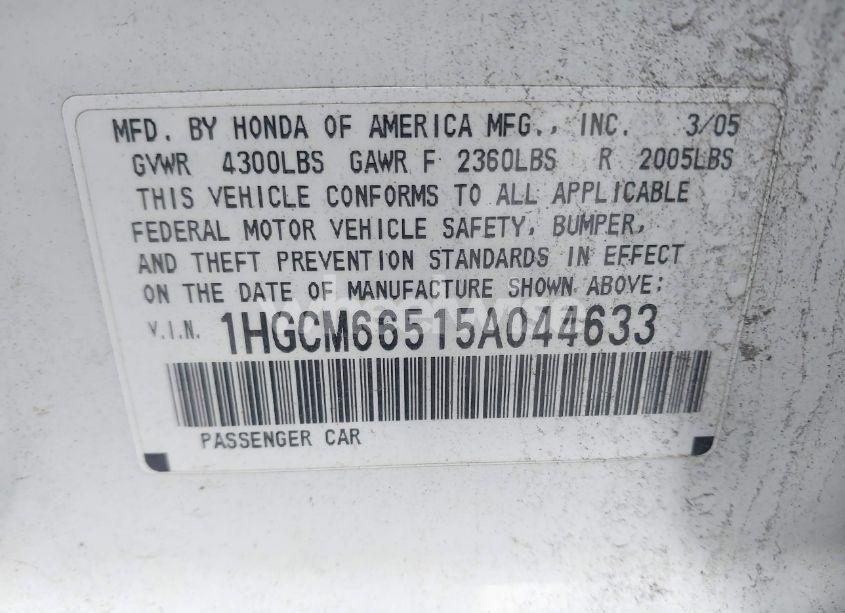 MFD. BY HONDA OF AMERICA MFG., INC. 3/05
GVWR 4300LBS GAWR F 2360LBS R 2005LBS
THIS VEHICLE CONFORMS TO ALL APPLICABLE
FEDERAL MOTOR VEHICLE SAFETY, BUMPER,
AND THEFT PREVENTION STANDARDS IN EFFECT
ON THE DATE OF MANUFACTURE SHOWN ABOVE:
V.I.N. 1HGCM66515A044633
PASSENGER CAR